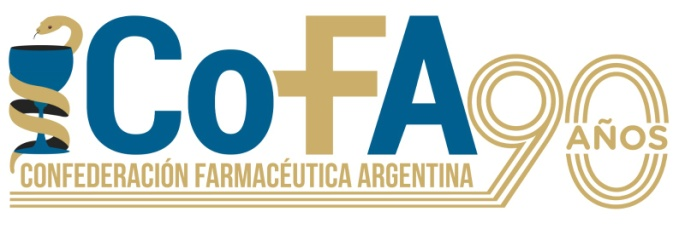 CoFA
90
AÑOS
CONFEDERACIÓN FARMACÉUTICA ARGENTINA